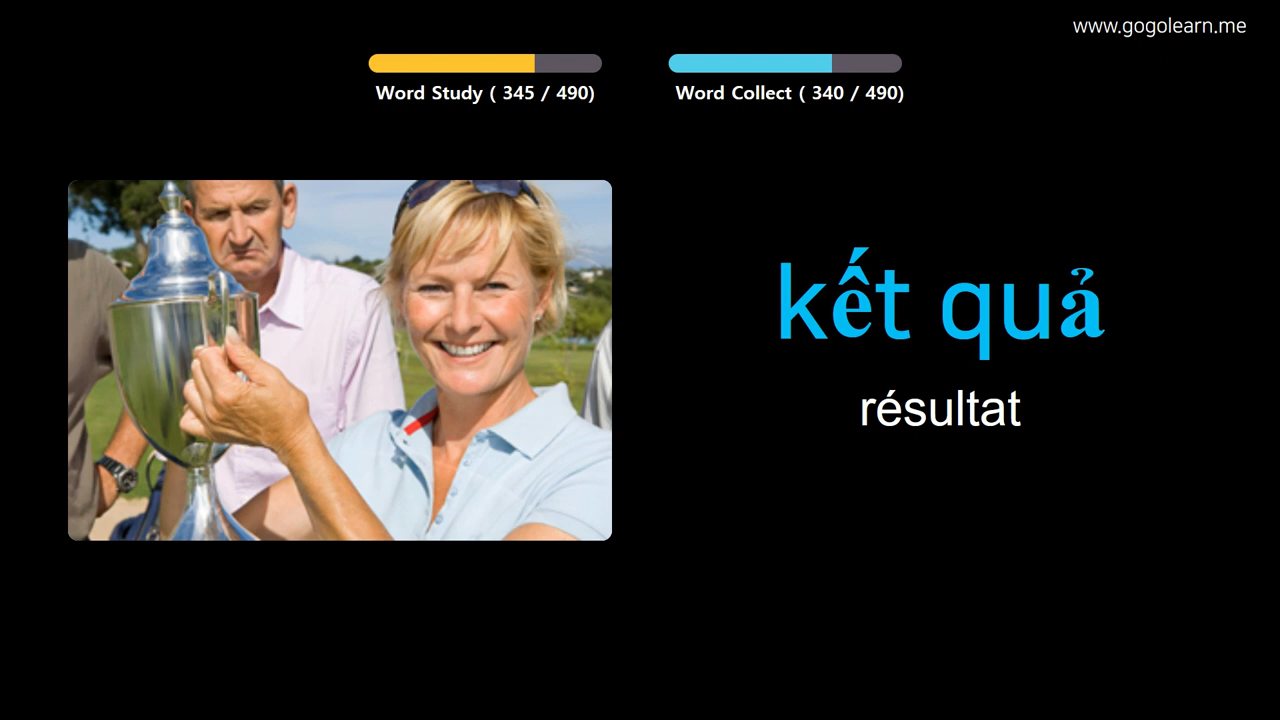 www.gogolearn.me
Word Study ( 345 / 490)
Word Collect ( 340 / 490)
kết quả
résultat